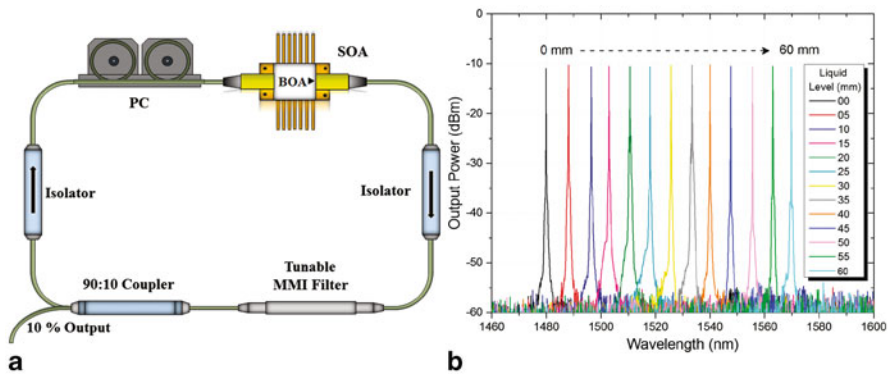 PC
SOA
BOA
Isolator
Isolator
90:10 Coupler
Tunable
MMI Filter
10 % Output
a
0 mm
60 mm
Liquid
Level (mm)
00
05
10
15
20
25
30
35
40
45
50
55
60
Output Power (dBm)
0
-10
-20
-30
-40
-50
-60
1460
1480
1500
1520
1540
1560
1580
1600
Wavelength (nm)
b